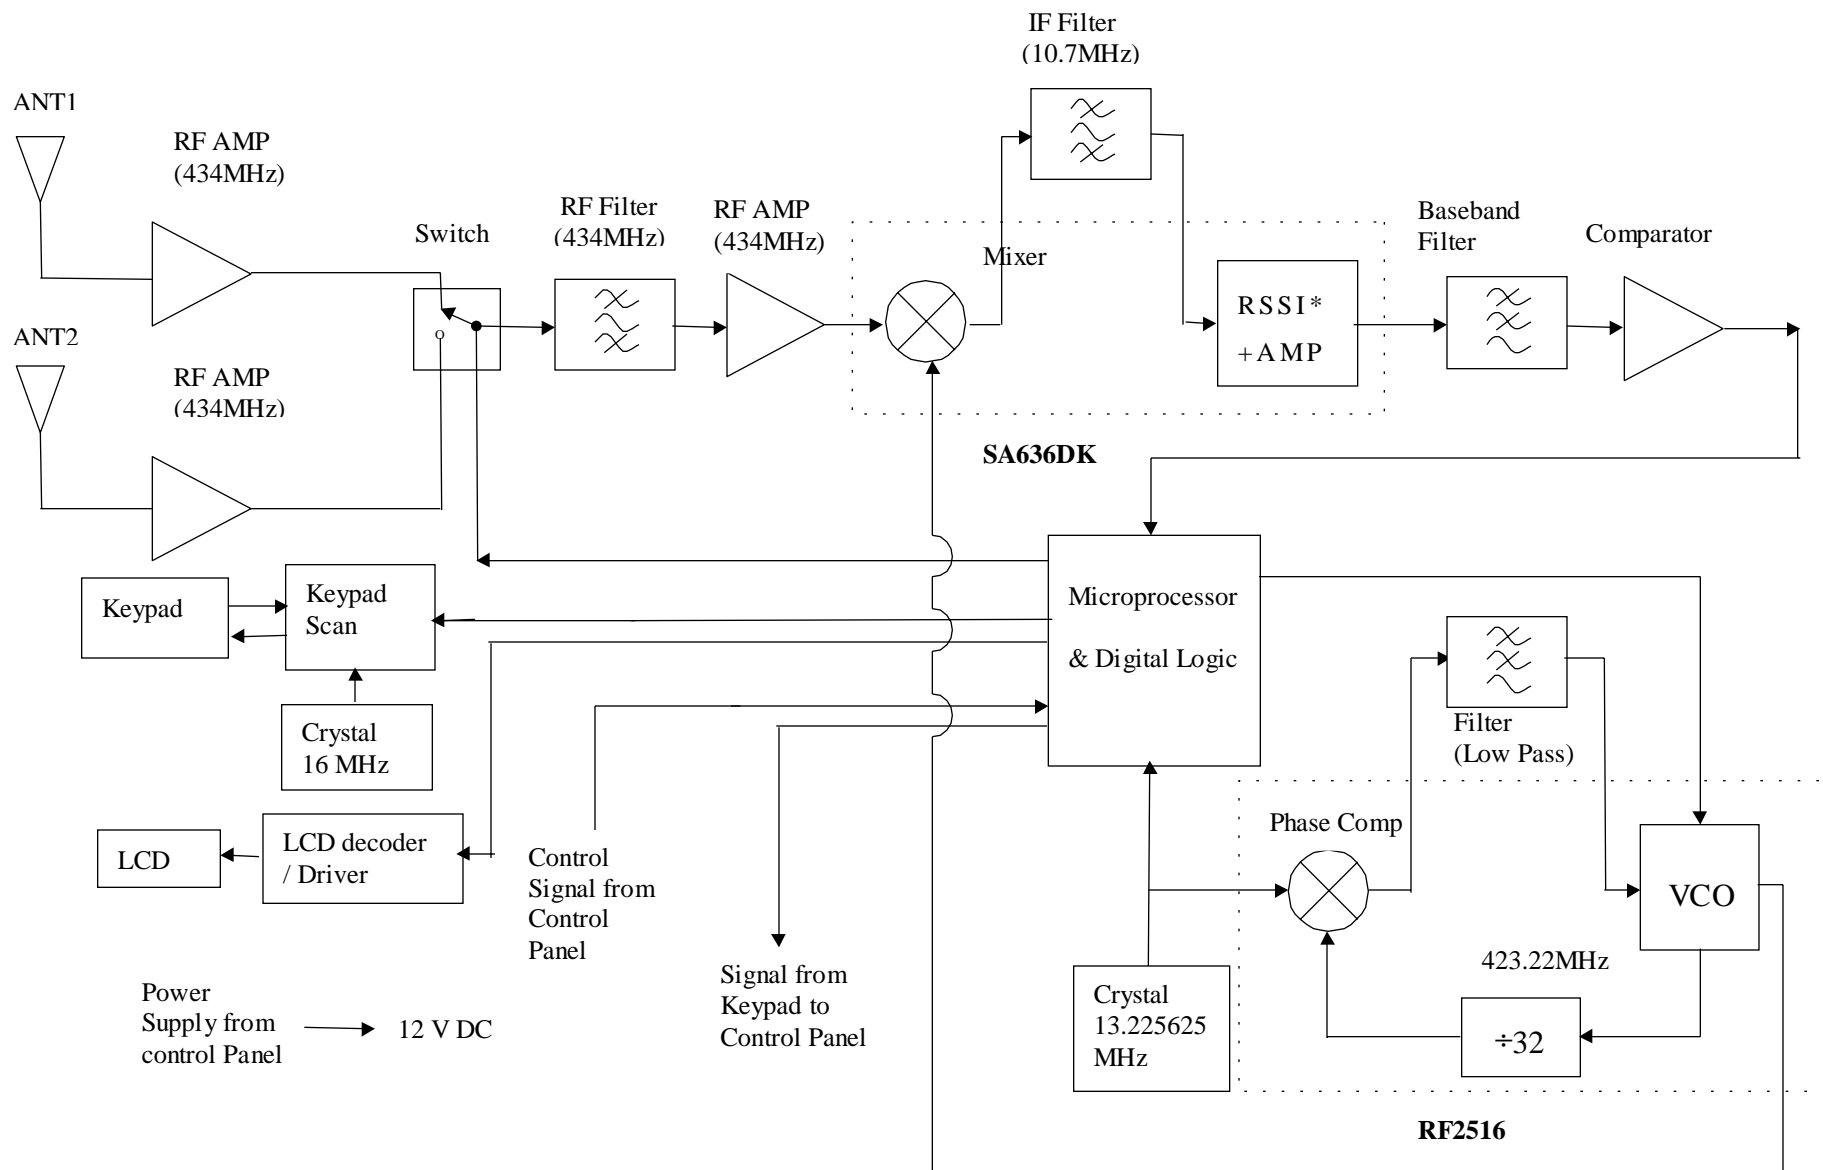 IF Filter
(10.7MHz)
ANT1
RF AMP
(434MHz)
RF Filter
(434MHz)
RF AMP
(434MHz)
Switch
Mixer
Baseband
Filter
Comparator
RSSI*
+AMP
ANT2
RF AMP
(434MHz)
SA636DK
Keypad
Keypad
Scan
Microprocessor
& Digital Logic
Crystal
16 MHz
Filter
(Low Pass)
Phase Comp
LCD
LCD decoder
/ Driver
Control
Signal from
Control
Panel
VCO
423.22MHz
Signal from
Keypad to
Control Panel
Crystal
13.225625
MHz
÷32
Power
Supply from
control Panel
12 V DC
RF2516